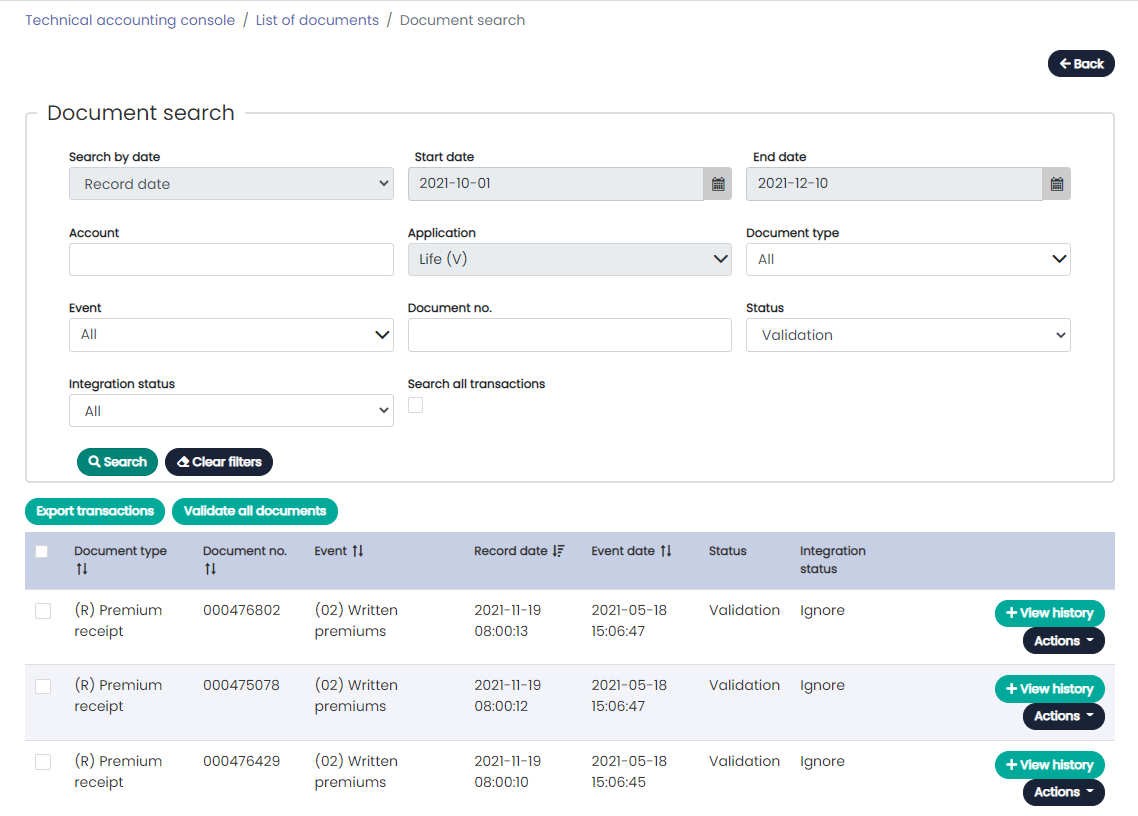 Technical accounting console / List of documents / Document search
Back
Document search
Search by date
Start date
End date
Record date
2021-10-01
2021-12-10
Account
Application
Document type
Life (V)
All
Event
Document no.
Status
All
Validation
Integration status
Search all transactions
All
Search
Clear filters
Export transactions
Validate all documents
Document type
Document no.
Event
Record date
Event date
Status
Integration
status
(R) Premium
receipt
000476802
(02) Written
premiums
2021-11-19
08:00:13
2021-05-18
15:06:47
Validation
Ignore
View history
Actions
(R) Premium
receipt
000475078
(02) Written
premiums
2021-11-19
08:00:12
2021-05-18
15:06:47
Validation
Ignore
View history
Actions
(R) Premium
receipt
000476429
(02) Written
premiums
2021-11-19
08:00:10
2021-05-18
15:06:45
Validation
Ignore
View history
Actions